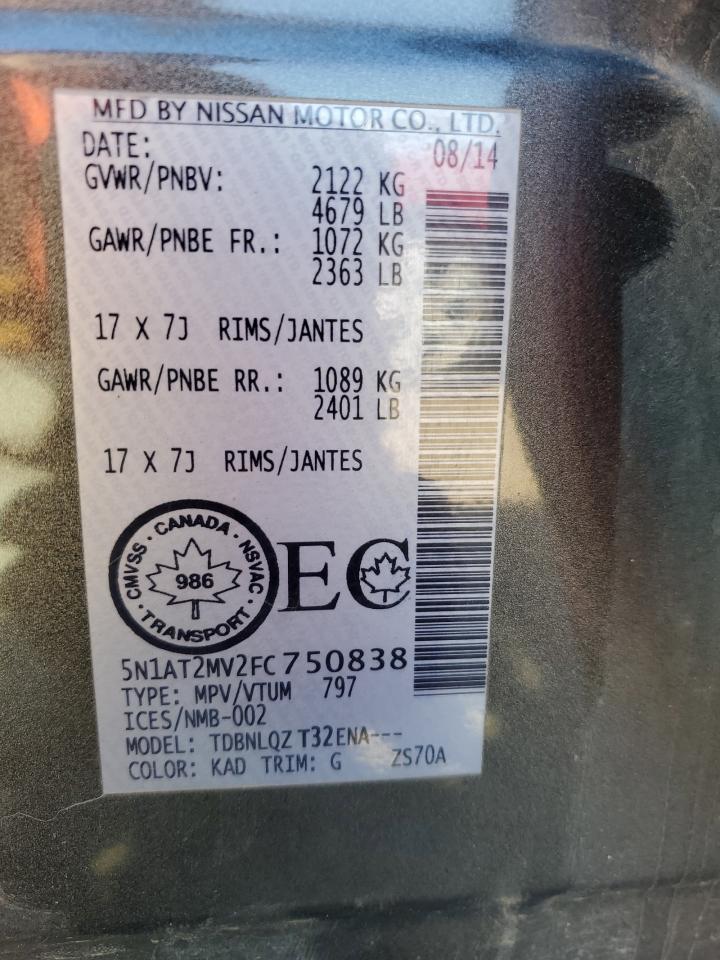 MFD BY NISSAN MOTOR CO., LTD.
DATE: 08/14
GVWR/PNBV: 2122 KG
4679 LB
GAWR/PNBE FR.: 1072 KG
2363 LB
17 X 7J RIMS/JANTES
GAWR/PNBE RR.: 1089 KG
2401 LB
17 X 7J RIMS/JANTES
CMVSS · CANADA · NSVAC · TRANSPORT ·
986
EC
5N1AT2MV2FC750838
TYPE: MPV/VTUM 797
ICES/NMB-002
MODEL: TDBNLQZ T32ENA---
COLOR: KAD TRIM: G ZS70A